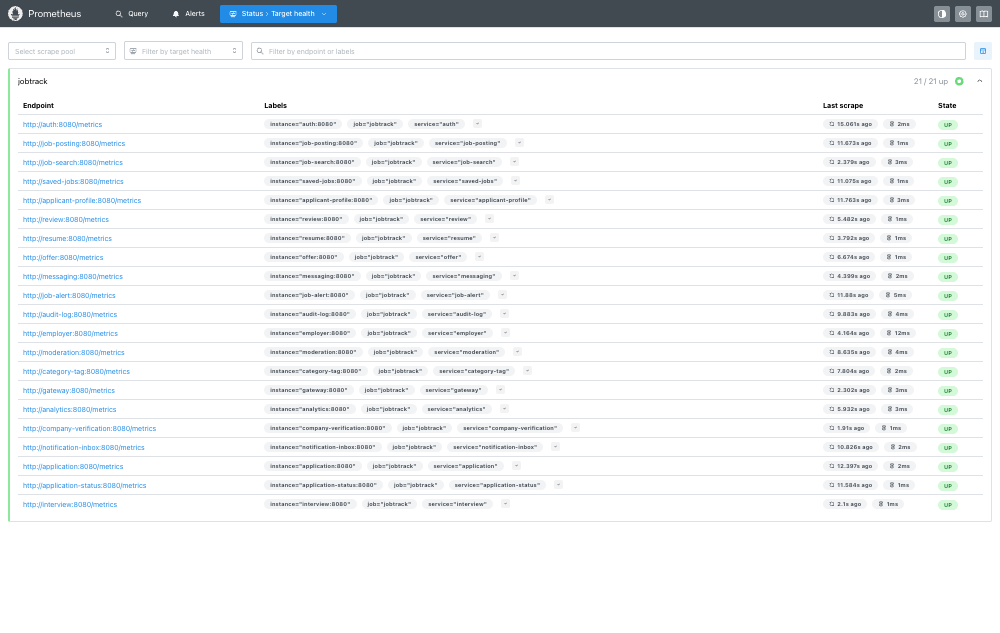 Prometheus Query Alerts Status > Target health
Select scrape pool Filter by target health Filter by endpoint or labels
jobtrack 21 / 21 up
Endpoint Labels Last scrape State
http://auth:8080/metrics instance="auth:8080" job="jobtrack" service="auth" 15.061s ago 2ms UP
http://job-posting:8080/metrics instance="job-posting:8080" job="jobtrack" service="job-posting" 11.673s ago 1ms UP
http://job-search:8080/metrics instance="job-search:8080" job="jobtrack" service="job-search" 2.379s ago 3ms UP
http://saved-jobs:8080/metrics instance="saved-jobs:8080" job="jobtrack" service="saved-jobs" 11.075s ago 1ms UP
http://applicant-profile:8080/metrics instance="applicant-profile:8080" job="jobtrack" service="applicant-profile" 11.763s ago 3ms UP
http://review:8080/metrics instance="review:8080" job="jobtrack" service="review" 5.482s ago 1ms UP
http://resume:8080/metrics instance="resume:8080" job="jobtrack" service="resume" 3.792s ago 1ms UP
http://offer:8080/metrics instance="offer:8080" job="jobtrack" service="offer" 6.674s ago 1ms UP
http://messaging:8080/metrics instance="messaging:8080" job="jobtrack" service="messaging" 4.399s ago 2ms UP
http://job-alert:8080/metrics instance="job-alert:8080" job="jobtrack" service="job-alert" 11.88s ago 5ms UP
http://audit-log:8080/metrics instance="audit-log:8080" job="jobtrack" service="audit-log" 9.883s ago 4ms UP
http://employer:8080/metrics instance="employer:8080" job="jobtrack" service="employer" 4.164s ago 12ms UP
http://moderation:8080/metrics instance="moderation:8080" job="jobtrack" service="moderation" 8.635s ago 4ms UP
http://category-tag:8080/metrics instance="category-tag:8080" job="jobtrack" service="category-tag" 7.804s ago 2ms UP
http://gateway:8080/metrics instance="gateway:8080" job="jobtrack" service="gateway" 2.302s ago 3ms UP
http://analytics:8080/metrics instance="analytics:8080" job="jobtrack" service="analytics" 5.932s ago 3ms UP
http://company-verification:8080/metrics instance="company-verification:8080" job="jobtrack" service="company-verification" 1.91s ago 1ms UP
http://notification-inbox:8080/metrics instance="notification-inbox:8080" job="jobtrack" service="notification-inbox" 10.826s ago 2ms UP
http://application:8080/metrics instance="application:8080" job="jobtrack" service="application" 12.397s ago 2ms UP
http://application-status:8080/metrics instance="application-status:8080" job="jobtrack" service="application-status" 11.584s ago 1ms UP
http://interview:8080/metrics instance="interview:8080" job="jobtrack" service="interview" 2.1s ago 1ms UP